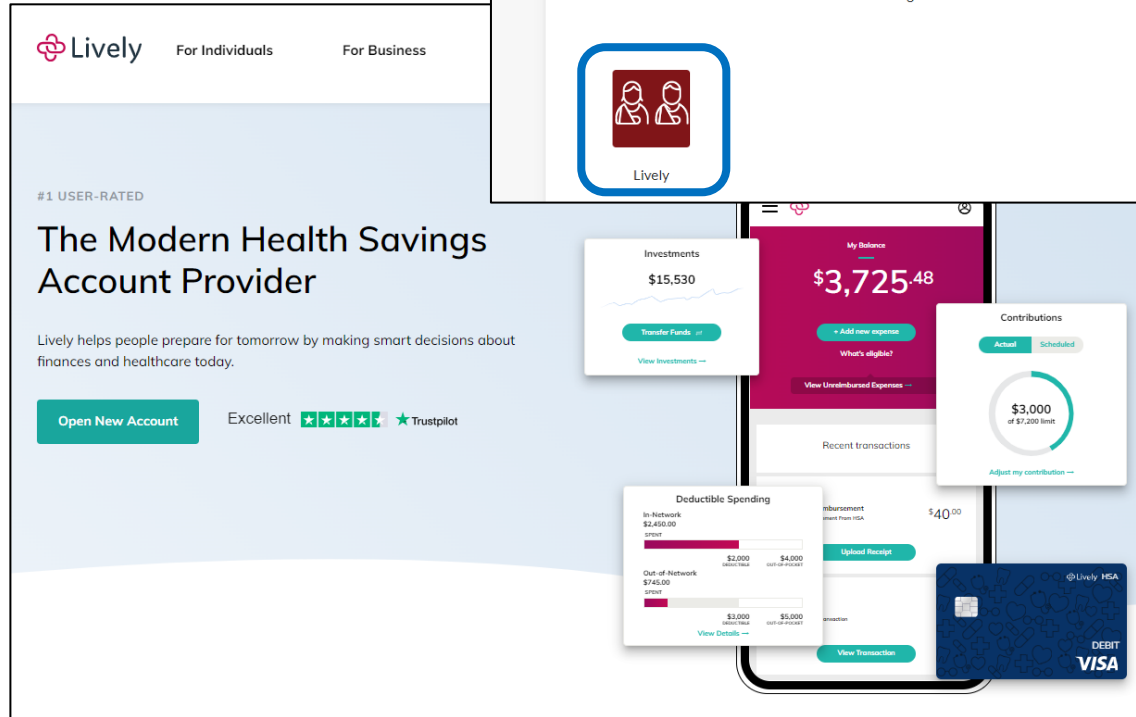 Lively
For Individuals
For Business
Lively
#1 USER-RATED
The Modern Health Savings
Account Provider
Lively helps people prepare for tomorrow by making smart decisions about
finances and healthcare today.
Open New Account
Excellent
Trustpilot
Investments
$15,530
Transfer Funds
View Investments →
My Balance
$3,725.48
+ Add new expense
What's eligible?
View Unreimbursed Expenses
Contributions
Actual
Scheduled
$3,000
of $7,200 limit
Adjust my contribution →
Recent transactions
Deductible Spending
In-Network
$2,450.00
SPENT
$2,000
$4,000
DEDUCTIBLE
OUT-OF-POCKET
Out-of-Network
$745.00
SPENT
$3,000
$5,000
DEDUCTIBLE
OUT-OF-POCKET
View Details →
mbursement
ment From HSA
$40.00
Upload Receipt
ansaction
View Transaction
Lively HSA
DEBIT
VISA